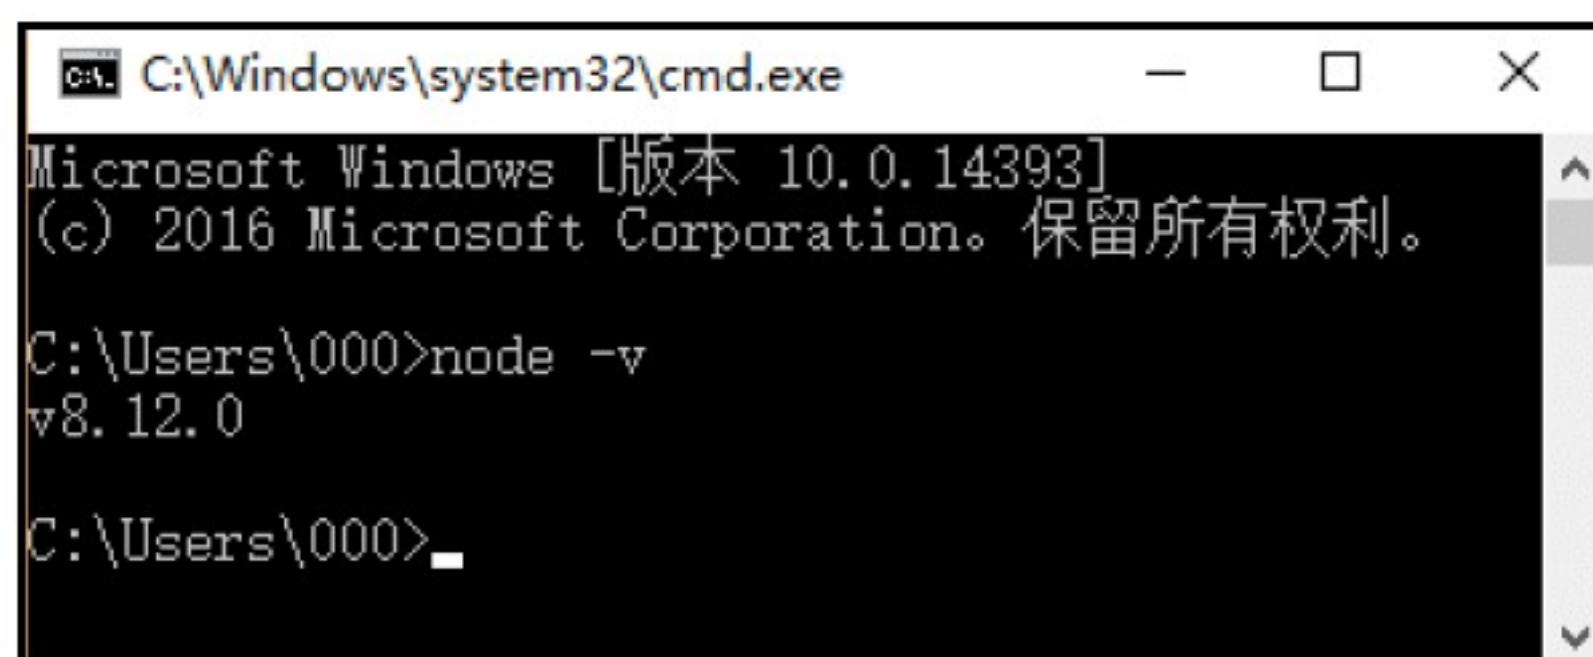 C:\Windows\system32\cmd.exe
Microsoft Windows [版本 10.0.14393]
(c) 2016 Microsoft Corporation。保留所有权利。
C:\Users\000>node -v
v8.12.0
C:\Users\000>